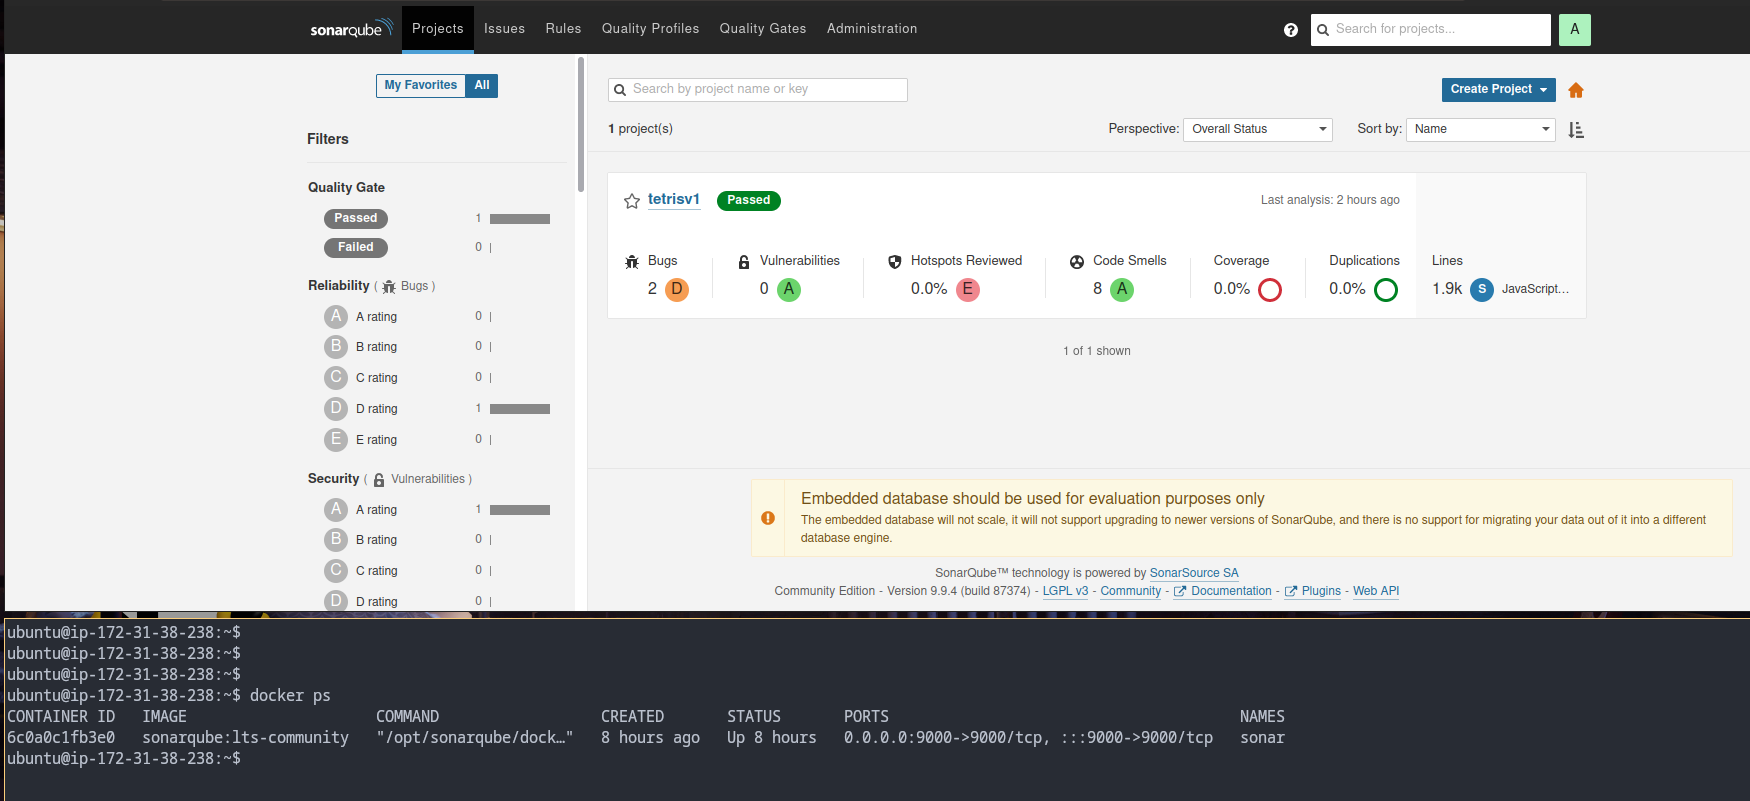 sonarqube Projects Issues Rules Quality Profiles Quality Gates Administration ? Search for projects... A
My Favorites All
Search by project name or key Create Project
1 project(s) Perspective: Overall Status Sort by: Name
Filters
Quality Gate
Passed 1
Failed 0
Reliability ( Bugs )
A A rating 0
B B rating 0
C C rating 0
D D rating 1
E E rating 0
Security ( Vulnerabilities )
A A rating 1
B B rating 0
C C rating 0
D D rating 0
tetrisv1 Passed Last analysis: 2 hours ago
Bugs Vulnerabilities Hotspots Reviewed Code Smells Coverage Duplications Lines
2 D 0 A 0.0% E 8 A 0.0% 0.0% 1.9k S JavaScript...
1 of 1 shown
Embedded database should be used for evaluation purposes only
The embedded database will not scale, it will not support upgrading to newer versions of SonarQube, and there is no support for migrating your data out of it into a different
database engine.
SonarQube™ technology is powered by SonarSource SA
Community Edition - Version 9.9.4 (build 87374) - LGPL v3 - Community - Documentation - Plugins - Web API
ubuntu@ip-172-31-38-238:~$
ubuntu@ip-172-31-38-238:~$
ubuntu@ip-172-31-38-238:~$
ubuntu@ip-172-31-38-238:~$ docker ps
CONTAINER ID IMAGE COMMAND CREATED STATUS PORTS NAMES
6c0a0c1fb3e0 sonarqube:lts-community "/opt/sonarqube/dock…" 8 hours ago Up 8 hours 0.0.0.0:9000->9000/tcp, :::9000->9000/tcp sonar
ubuntu@ip-172-31-38-238:~$